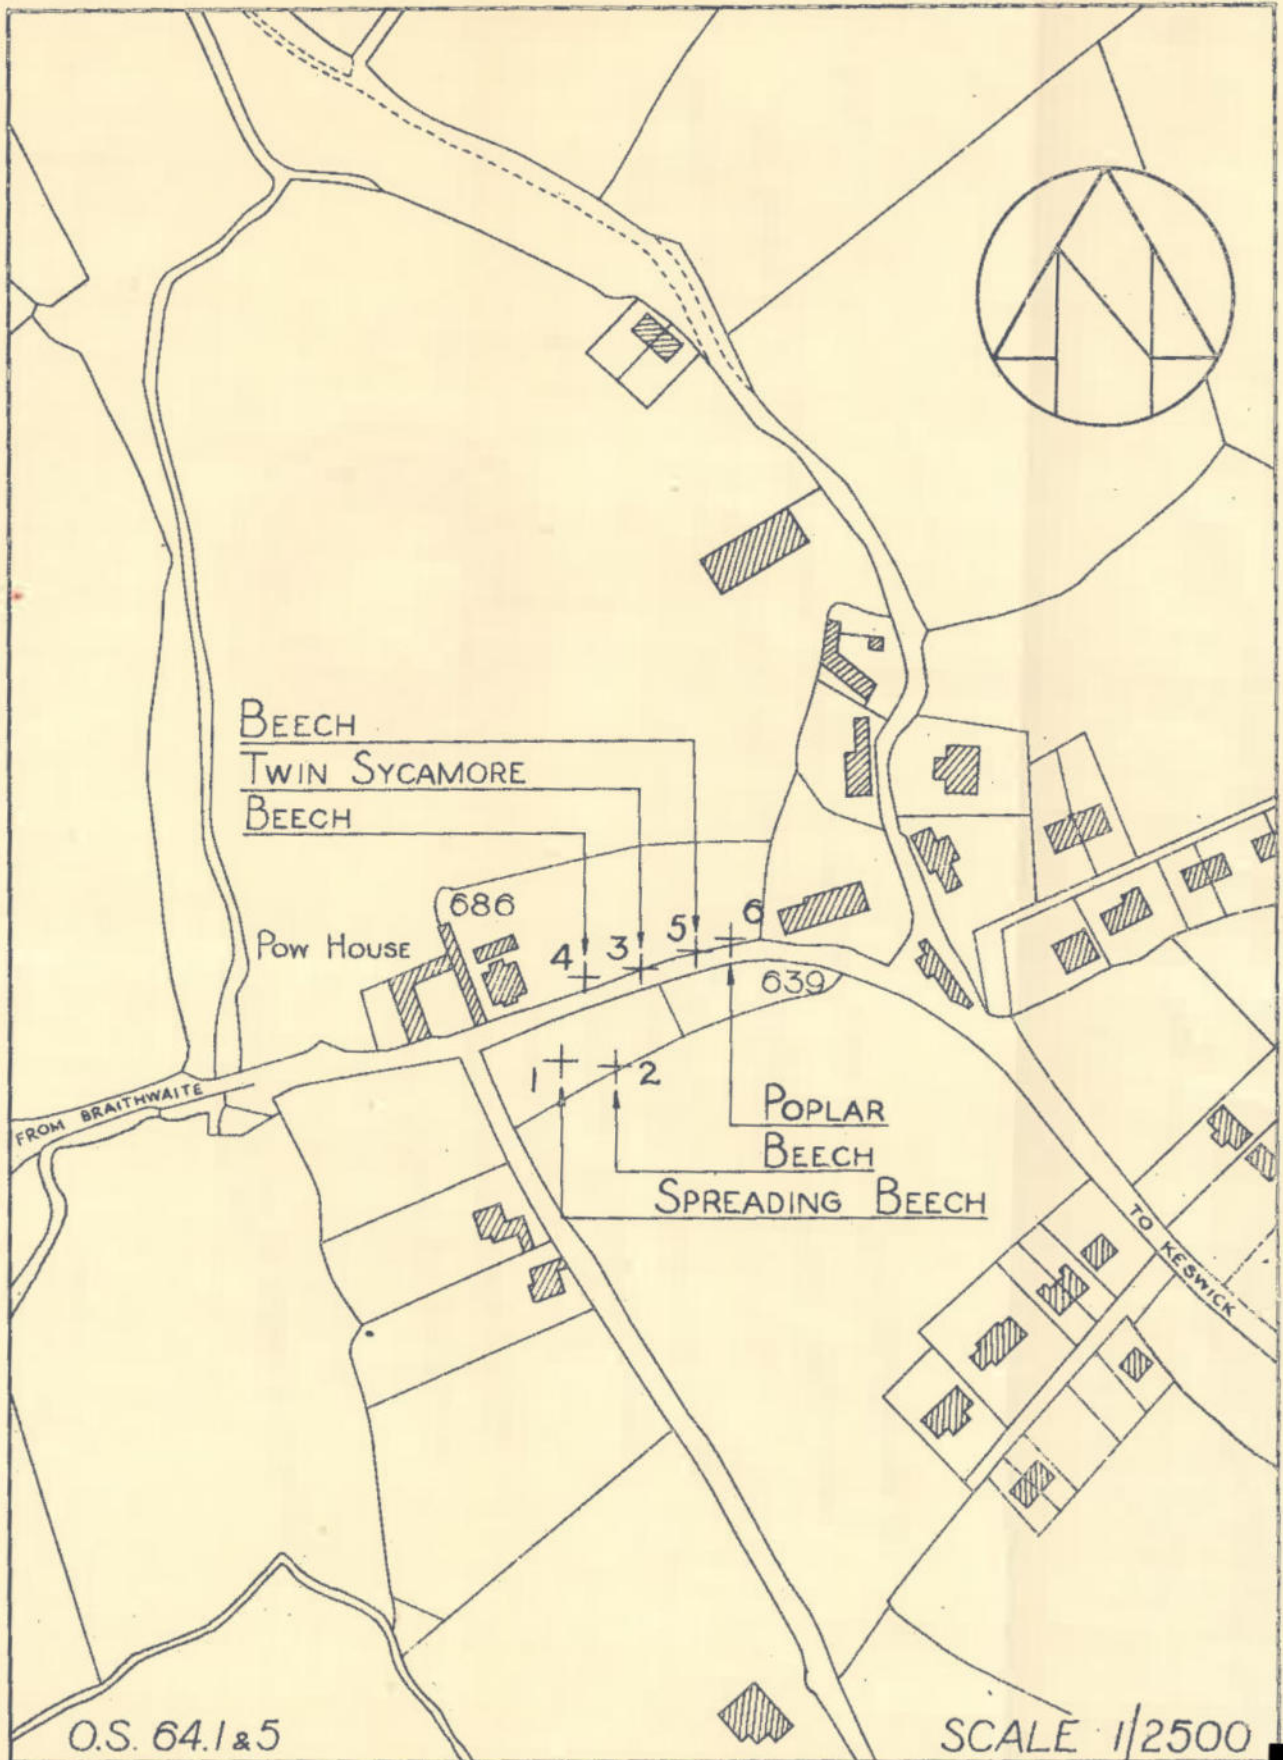 BEECH
TWIN SYCAMORE
BEECH
686
POW HOUSE
4
3
5
6
639
1
2
FROM BRAITHWAITE
POPLAR
BEECH
SPREADING BEECH
TO KESWICK
O.S. 64.1 & 5
SCALE 1/2500